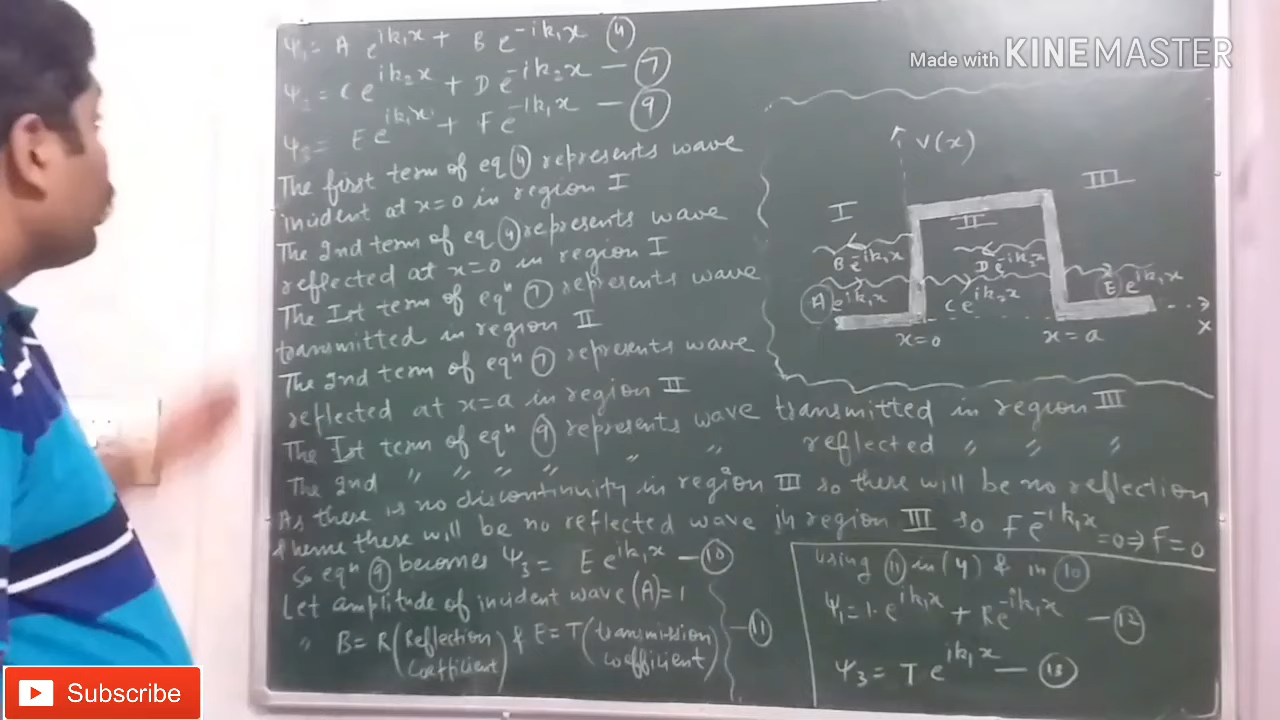 Ψ₁ = A e^{ik₁x} + B e^{-ik₁x} ④
Ψ₂ = C e^{ik₂x} + D e^{-ik₂x} — ⑦
Ψ₃ = E e^{ik₁x} + F e^{-ik₁x} — ⑨
The first term of eq ④ represents wave
inident at x=0 in region I
The 2nd term of eq ④ represents wave
reflected at x=0 in region I
The Ist term of eqⁿ ⑦ represents wave
transmitted in region II
The 2nd term of eqⁿ ⑦ represents wave
reflected at x=a in region II
The Ist term of eqⁿ ⑨ represents wave transmitted in region III
The 2nd " " " " " " reflected " " "
As there is no discontinuity in region III so there will be no reflection
& hence there will be no reflected wave in region III so F e^{-ik₁x} = 0 ⇒ F = 0
So eqⁿ ⑨ becomes Ψ₃ = E e^{ik₁x} — ⑩
Let amplitude of incident wave (A) = 1
" B = R (Reflection coefficient) & E = T (transmission coefficient) — ⑪
using ⑪ in (4) & in ⑩
Ψ₁ = 1. e^{ik₁x} + R e^{-ik₁x} — ⑫
Ψ₃ = T e^{ik₁x} — ⑬
V(x)
I
II
III
B e^{-ik₁x}
D e^{-ik₂x}
A e^{ik₁x}
C e^{ik₂x}
E e^{ik₁x}
x=0
x=a
x
Made with KINEMASTER
Subscribe